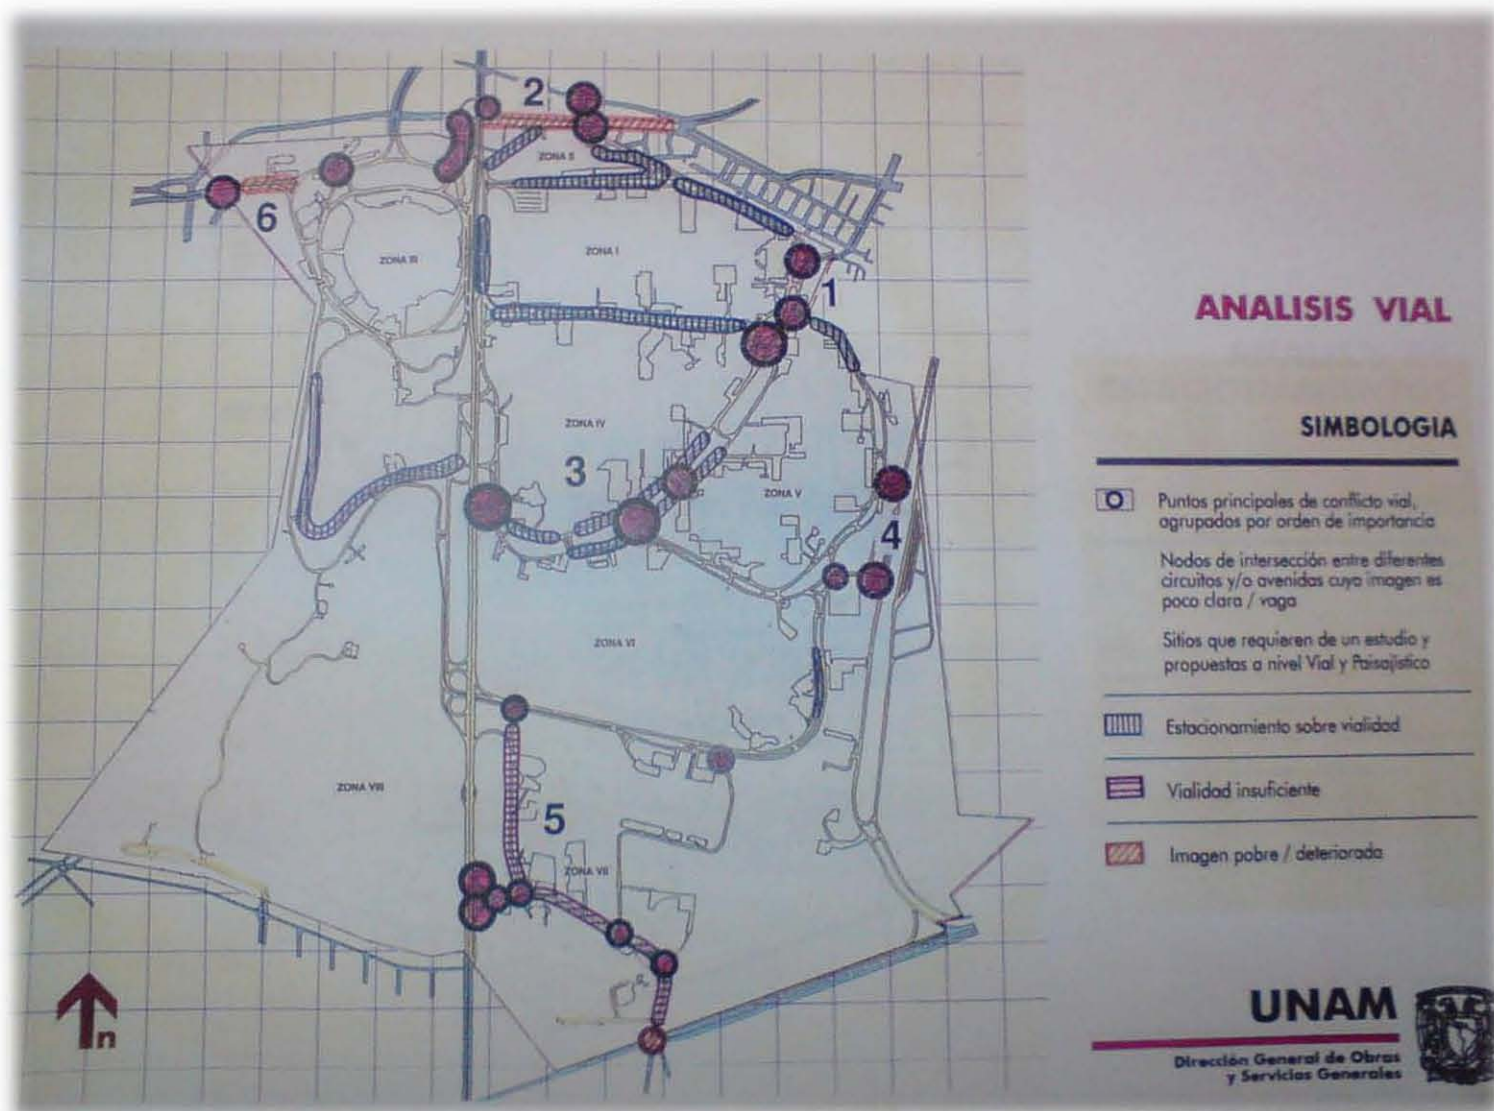 2
ZONA II
6
ZONA III
ZONA I
1
ANALISIS VIAL
ZONA IV
3
ZONA V
4
SIMBOLOGIA
Puntos principales de conflicto vial,
agrupados por orden de importancia
Nodos de intersección entre diferentes
circuitos y/o avenidas cuya imagen es
poco clara / vaga
Sitios que requieren de un estudio y
propuestas a nivel Vial y Paisajístico
ZONA VI
Estacionamiento sobre vialidad
ZONA VIII
Vialidad insuficiente
5
Imagen pobre / deteriorada
ZONA VII
n
UNAM
Dirección General de Obras
y Servicios Generales